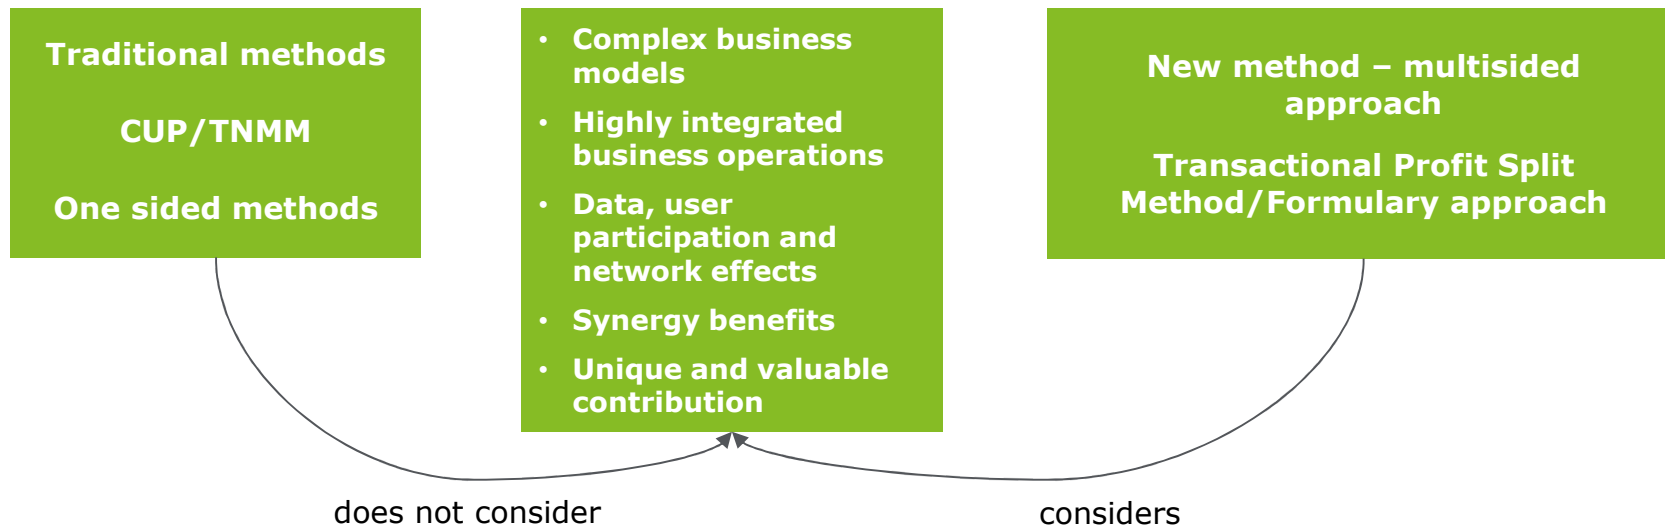 Traditional methods
CUP/TNMM
One sided methods
• Complex business
models
• Highly integrated
business operations
• Data, user
participation and
network effects
• Synergy benefits
• Unique and valuable
contribution
New method – multisided
approach
Transactional Profit Split
Method/Formulary approach
does not consider
considers